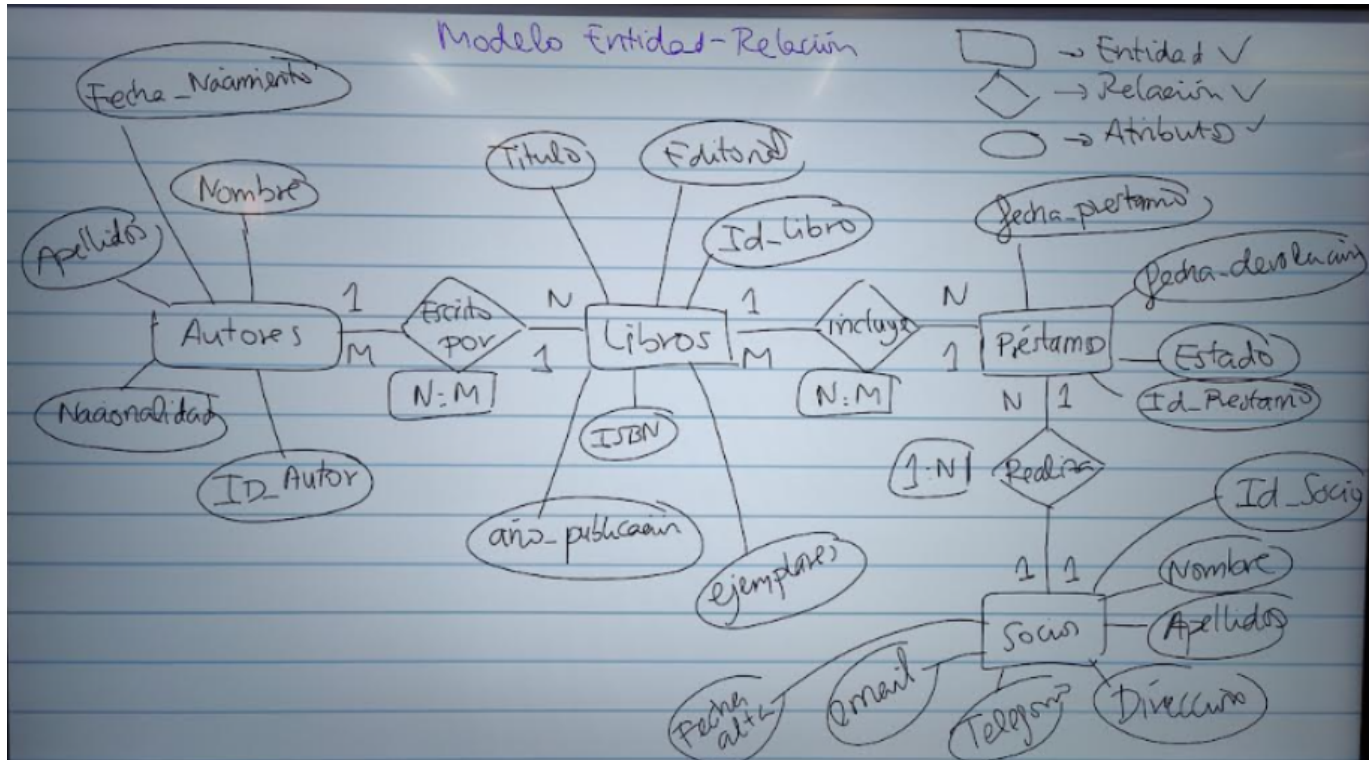 Modelo Entidad-Relación
→ Entidad ✓
→ Relación ✓
→ Atributo ✓
Fecha_Nacimiento
Nombre
Apellidos
Autores
Nacionalidad
ID_Autor
1
M
Escrito
por
N:M
N
1
Título
Editorial
Id_Libro
Libros
ISBN
año_publicación
ejemplares
1
M
incluye
N:M
N
1
fecha_prestamo
fecha_devolución
Préstamo
Estado
Id_Prestamo
N 1
1:N
Realiza
1 1
Socios
Id_Socio
Nombre
Apellidos
Dirección
Telefono
email
Fecha
alta